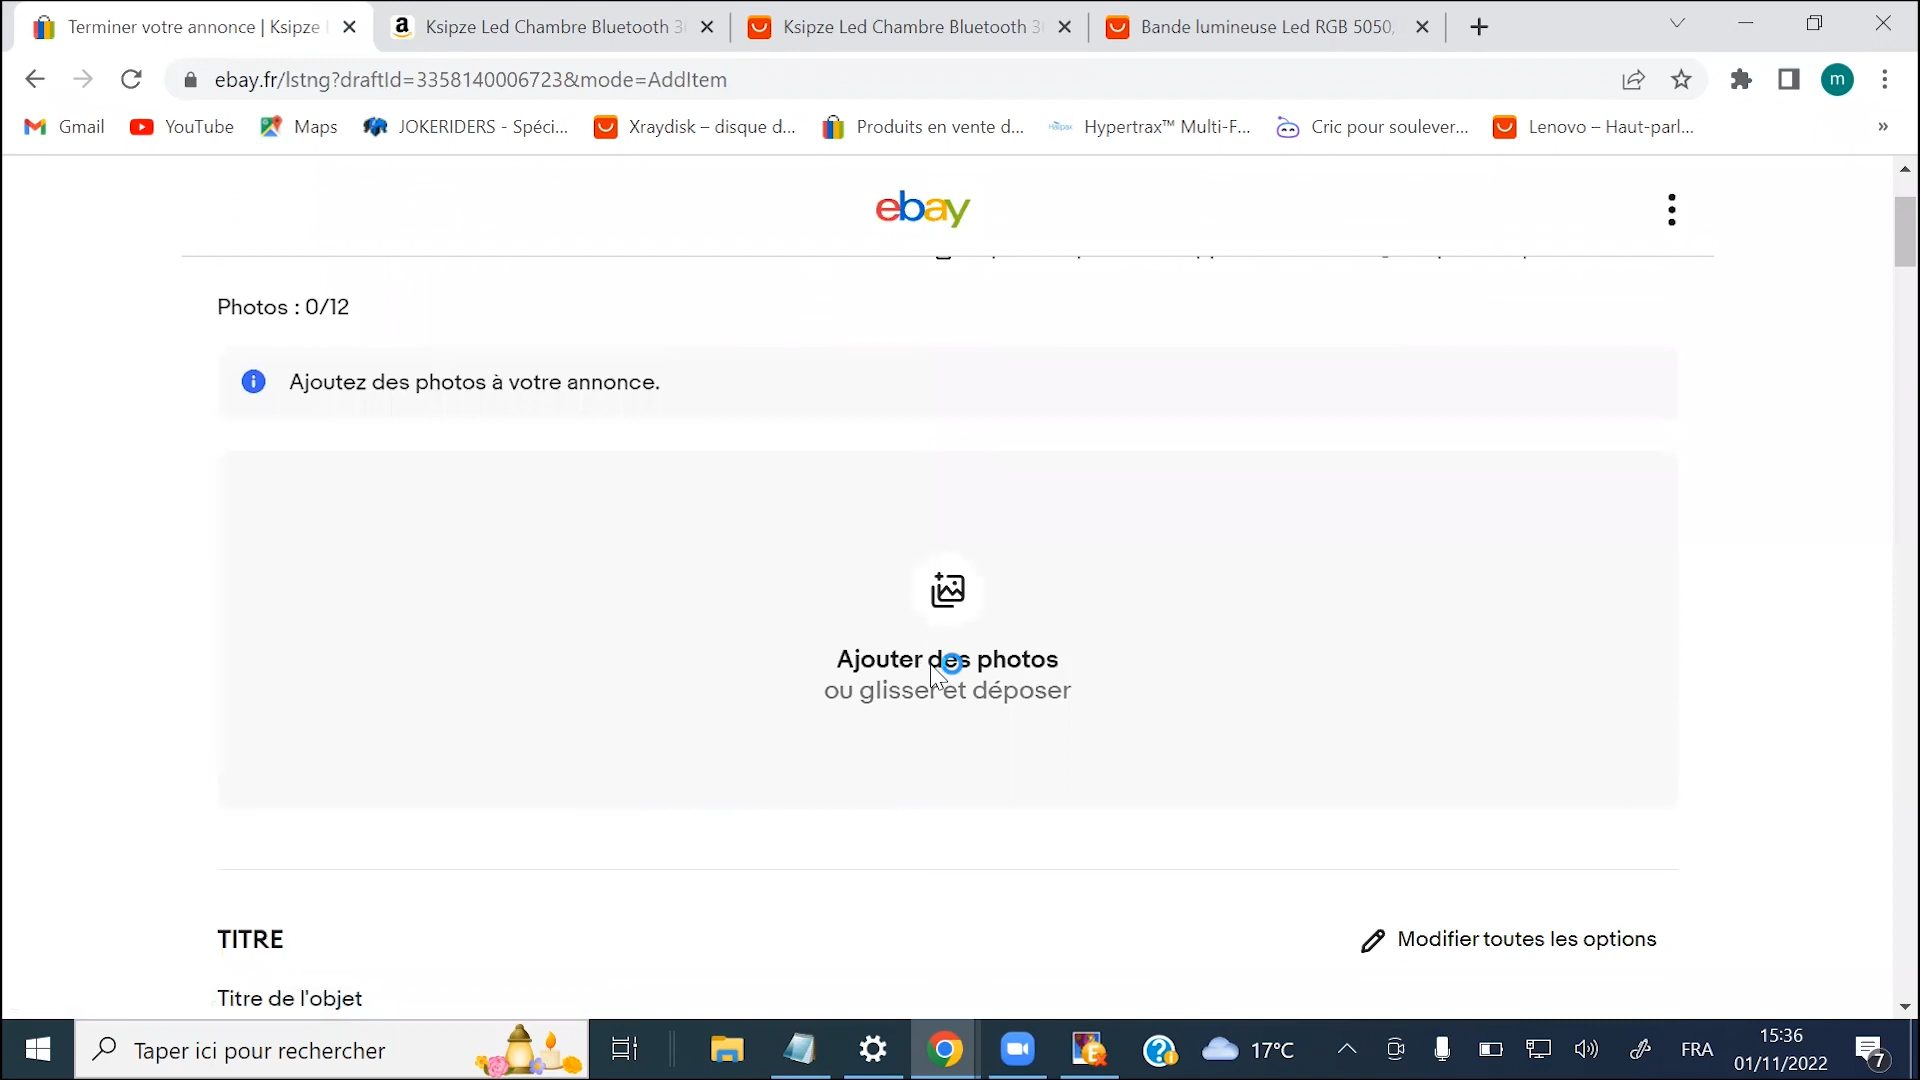 Terminer votre annonce | Ksipze
Ksipze Led Chambre Bluetooth 3
Ksipze Led Chambre Bluetooth 3
Bande lumineuse Led RGB 5050,
ebay.fr/lstng?draftId=3358140006723&mode=AddItem
m
Gmail
YouTube
Maps
JOKERIDERS - Spéci...
Xraydisk – disque d...
Produits en vente d...
Hypertrax™ Multi-F...
Cric pour soulever...
Lenovo – Haut-parl...
»
ebay
Photos : 0/12
Ajoutez des photos à votre annonce.
Ajouter des photos
ou glisser et déposer
TITRE
Modifier toutes les options
Titre de l'objet
Taper ici pour rechercher
17°C
FRA
15:36
01/11/2022
7